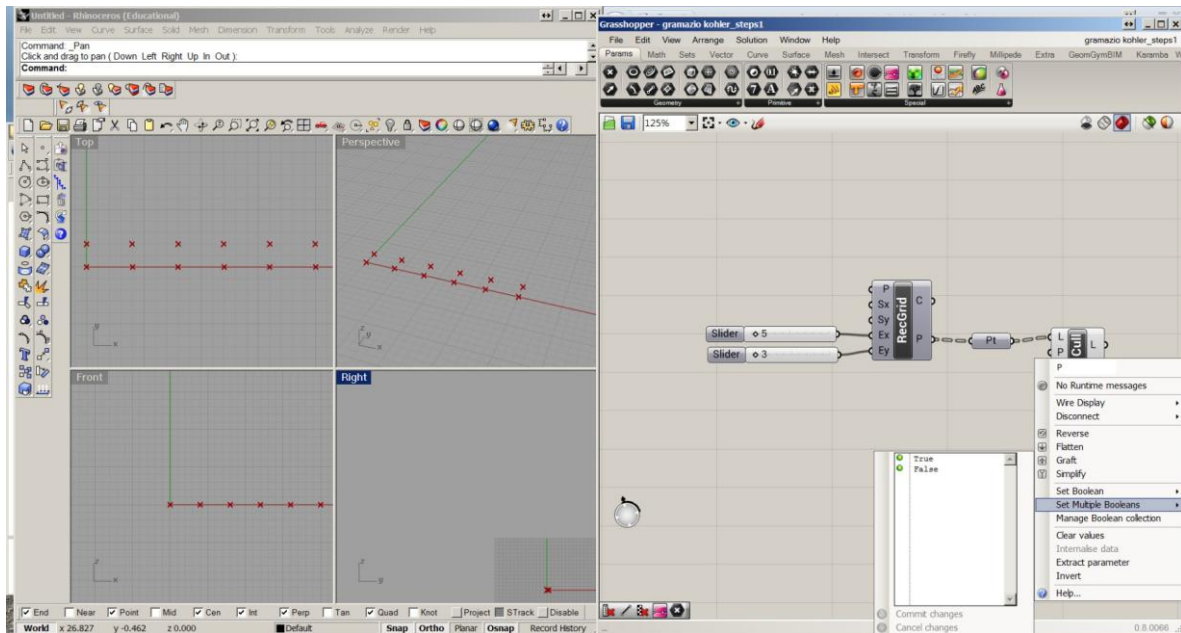 Untitled - Rhinoceros (Educational)
File Edit View Curve Surface Solid Mesh Dimension Transform Tools Analyze Render Help
Command: _Pan
Click and drag to pan ( Down Left Right Up In Out ):
Command:
Top
Perspective
y
x
z
y
x
Front
Right
z
x
z
y
End Near Point Mid Cen Int Perp Tan Quad Knot Project STrack Disable
World x 26.827 y -0.462 z 0.000 Default Snap Ortho Planar Osnap Record History
Grasshopper - gramazio kohler_steps1
File Edit View Arrange Solution Window Help gramazio kohler_steps1
Params Math Sets Vector Curve Surface Mesh Intersect Transform Firefly Millipede Extra GeomGymBIM Karamba W
Geometry Primitive Special
125%
Slider 5
Slider 3
P
Sx
Sy
Ex
Ey
RecGrid
C
P
Pt
L
P
Cull
L
P
No Runtime messages
Wire Display
Disconnect
Reverse
Flatten
Graft
Simplify
Set Boolean
Set Multiple Booleans
Manage Boolean collection
Clear values
Internalise data
Extract parameter
Invert
Help...
True
False
Commit changes
Cancel changes
0.8.0066